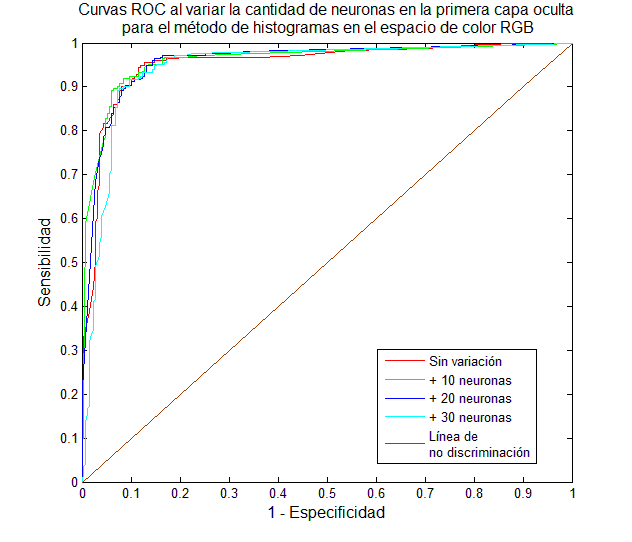 Curvas ROC al variar la cantidad de neuronas en la primera capa oculta
para el método de histogramas en el espacio de color RGB
1
0.9
0.8
0.7
0.6
0.5
0.4
0.3
0.2
0.1
0
Sensibilidad
Sin variación
+ 10 neuronas
+ 20 neuronas
+ 30 neuronas
Línea de
no discriminación
0 0.1 0.2 0.3 0.4 0.5 0.6 0.7 0.8 0.9 1
1 - Especificidad